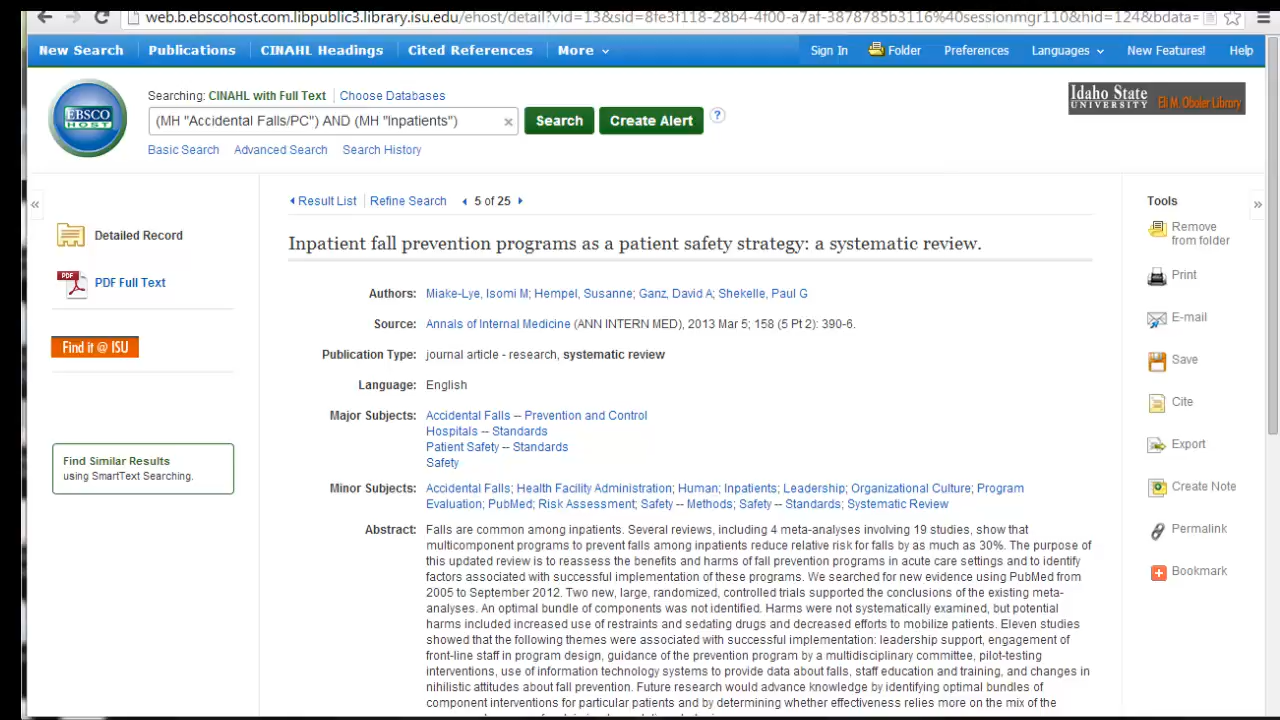 web.b.ebscohost.com.libpublic3.library.isu.edu/ehost/detail?vid=13&sid=8fe3f118-28b4-4f00-a7af-3878785b3116%40sessionmgr110&hid=124&bdata=
New Search Publications CINAHL Headings Cited References More Sign In Folder Preferences Languages New Features! Help
Searching: CINAHL with Full Text Choose Databases
(MH "Accidental Falls/PC") AND (MH "Inpatients") × Search Create Alert ?
Basic Search Advanced Search Search History
EBSCO
HOST
Idaho State
UNIVERSITY Eli M. Oboler Library
« Result List Refine Search 5 of 25 Tools »
Detailed Record
PDF Full Text
Find it @ ISU
Find Similar Results
using SmartText Searching.
Inpatient fall prevention programs as a patient safety strategy: a systematic review.
Authors: Miake-Lye, Isomi M; Hempel, Susanne; Ganz, David A; Shekelle, Paul G
Source: Annals of Internal Medicine (ANN INTERN MED), 2013 Mar 5; 158 (5 Pt 2): 390-6.
Publication Type: journal article - research, systematic review
Language: English
Major Subjects: Accidental Falls -- Prevention and Control
Hospitals -- Standards
Patient Safety -- Standards
Safety
Minor Subjects: Accidental Falls; Health Facility Administration; Human; Inpatients; Leadership; Organizational Culture; Program
Evaluation; PubMed; Risk Assessment; Safety -- Methods; Safety -- Standards; Systematic Review
Abstract: Falls are common among inpatients. Several reviews, including 4 meta-analyses involving 19 studies, show that
multicomponent programs to prevent falls among inpatients reduce relative risk for falls by as much as 30%. The purpose of
this updated review is to reassess the benefits and harms of fall prevention programs in acute care settings and to identify
factors associated with successful implementation of these programs. We searched for new evidence using PubMed from
2005 to September 2012. Two new, large, randomized, controlled trials supported the conclusions of the existing meta-
analyses. An optimal bundle of components was not identified. Harms were not systematically examined, but potential
harms included increased use of restraints and sedating drugs and decreased efforts to mobilize patients. Eleven studies
showed that the following themes were associated with successful implementation: leadership support, engagement of
front-line staff in program design, guidance of the prevention program by a multidisciplinary committee, pilot-testing
interventions, use of information technology systems to provide data about falls, staff education and training, and changes in
nihilistic attitudes about fall prevention. Future research would advance knowledge by identifying optimal bundles of
component interventions for particular patients and by determining whether effectiveness relies more on the mix of the
Remove
from folder
Print
E-mail
Save
Cite
Export
Create Note
Permalink
Bookmark